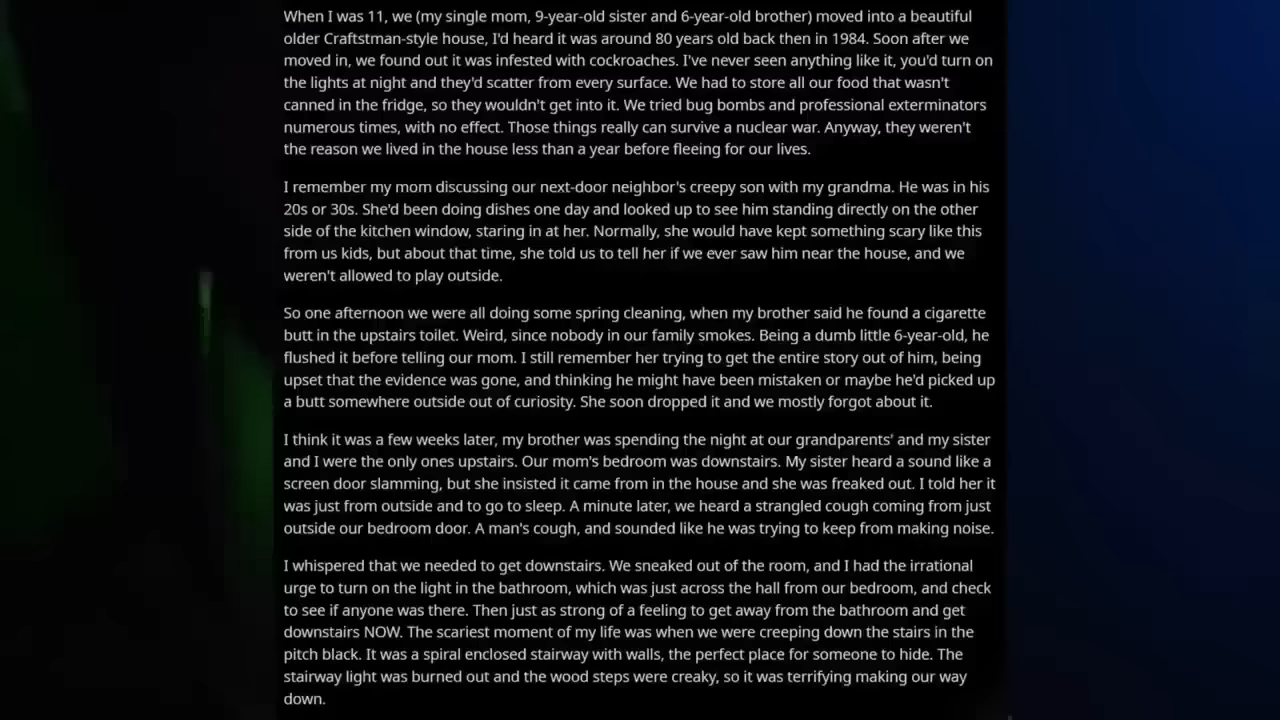 When I was 11, we (my single mom, 9-year-old sister and 6-year-old brother) moved into a beautiful
older Craftstman-style house, I'd heard it was around 80 years old back then in 1984. Soon after we
moved in, we found out it was infested with cockroaches. I've never seen anything like it, you'd turn on
the lights at night and they'd scatter from every surface. We had to store all our food that wasn't
canned in the fridge, so they wouldn't get into it. We tried bug bombs and professional exterminators
numerous times, with no effect. Those things really can survive a nuclear war. Anyway, they weren't
the reason we lived in the house less than a year before fleeing for our lives.
I remember my mom discussing our next-door neighbor's creepy son with my grandma. He was in his
20s or 30s. She'd been doing dishes one day and looked up to see him standing directly on the other
side of the kitchen window, staring in at her. Normally, she would have kept something scary like this
from us kids, but about that time, she told us to tell her if we ever saw him near the house, and we
weren't allowed to play outside.
So one afternoon we were all doing some spring cleaning, when my brother said he found a cigarette
butt in the upstairs toilet. Weird, since nobody in our family smokes. Being a dumb little 6-year-old, he
flushed it before telling our mom. I still remember her trying to get the entire story out of him, being
upset that the evidence was gone, and thinking he might have been mistaken or maybe he'd picked up
a butt somewhere outside out of curiosity. She soon dropped it and we mostly forgot about it.
I think it was a few weeks later, my brother was spending the night at our grandparents' and my sister
and I were the only ones upstairs. Our mom's bedroom was downstairs. My sister heard a sound like a
screen door slamming, but she insisted it came from in the house and she was freaked out. I told her it
was just from outside and to go to sleep. A minute later, we heard a strangled cough coming from just
outside our bedroom door. A man's cough, and sounded like he was trying to keep from making noise.
I whispered that we needed to get downstairs. We sneaked out of the room, and I had the irrational
urge to turn on the light in the bathroom, which was just across the hall from our bedroom, and check
to see if anyone was there. Then just as strong of a feeling to get away from the bathroom and get
downstairs NOW. The scariest moment of my life was when we were creeping down the stairs in the
pitch black. It was a spiral enclosed stairway with walls, the perfect place for someone to hide. The
stairway light was burned out and the wood steps were creaky, so it was terrifying making our way
down.